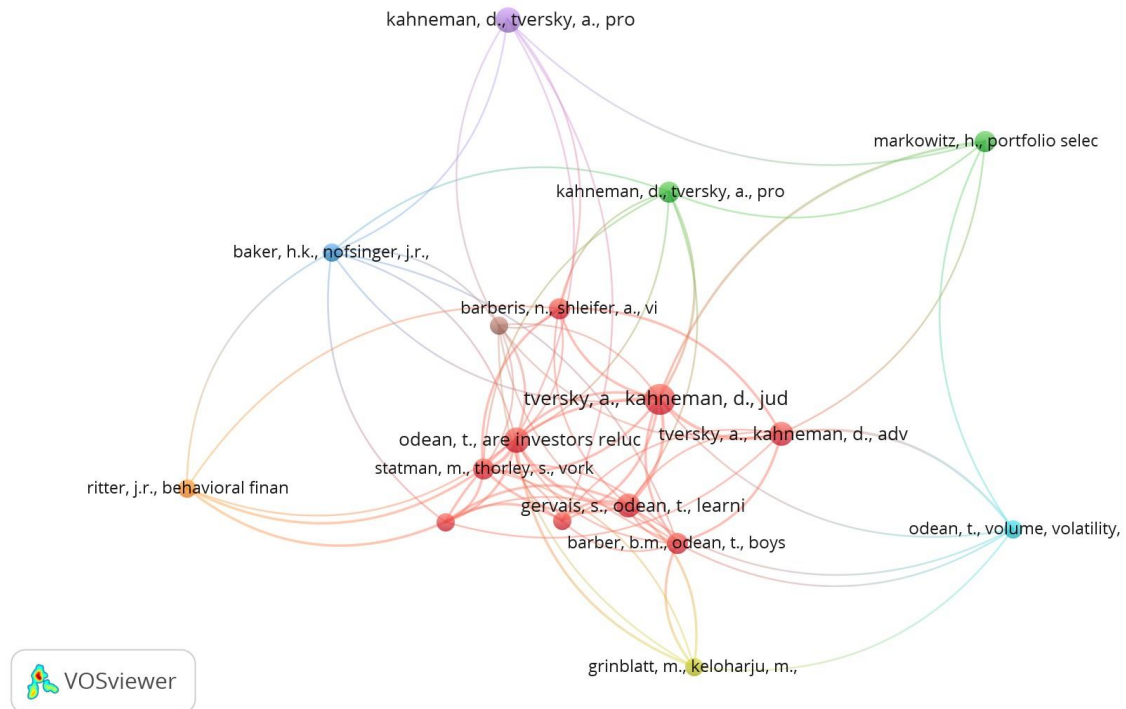 kahneman, d., tversky, a., pro
markowitz, h., portfolio selec
kahneman, d., tversky, a., pro
baker, h.k., nofsinger, j.r.,
barberis, n., shleifer, a., vi
tversky, a., kahneman, d., jud
odean, t., are investors reluc
tversky, a., kahneman, d., adv
statman, m., thorley, s., vork
ritter, j.r., behavioral finan
gervais, s., odean, t., learni
odean, t., volume, volatility,
barber, b.m., odean, t., boys
grinblatt, m., keloharju, m.,
VOSviewer